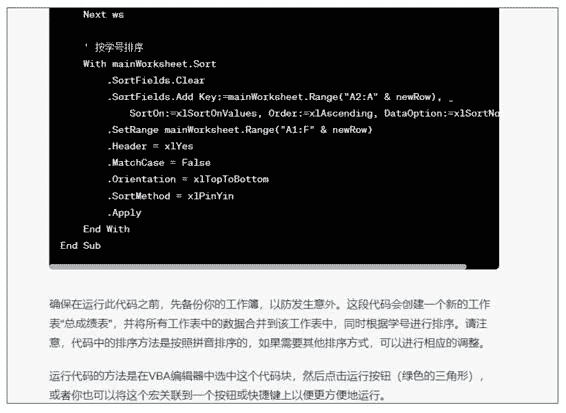 Next ws
' 按学号排序
With mainWorksheet.Sort
.SortFields.Clear
.SortFields.Add Key:=mainWorksheet.Range("A2:A" & newRow), _
SortOn:=xlSortOnValues, Order:=xlAscending, DataOption:=xlSortNo
.SetRange mainWorksheet.Range("A1:F" & newRow)
.Header = xlYes
.MatchCase = False
.Orientation = xlTopToBottom
.SortMethod = xlPinYin
.Apply
End With
End Sub
确保在运行此代码之前，先备份你的工作簿，以防发生意外。这段代码会创建一个新的工作
表“总成绩表”，并将所有工作表中的数据合并到该工作表中，同时根据学号进行排序。请注
意，代码中的排序方法是按照拼音排序的，如果需要其他排序方式，可以进行相应的调整。
运行代码的方法是在VBA编辑器中选中这个代码块，然后点击运行按钮（绿色的三角形），
或者你也可以将这个宏关联到一个按钮或快捷键上以便更方便地运行。